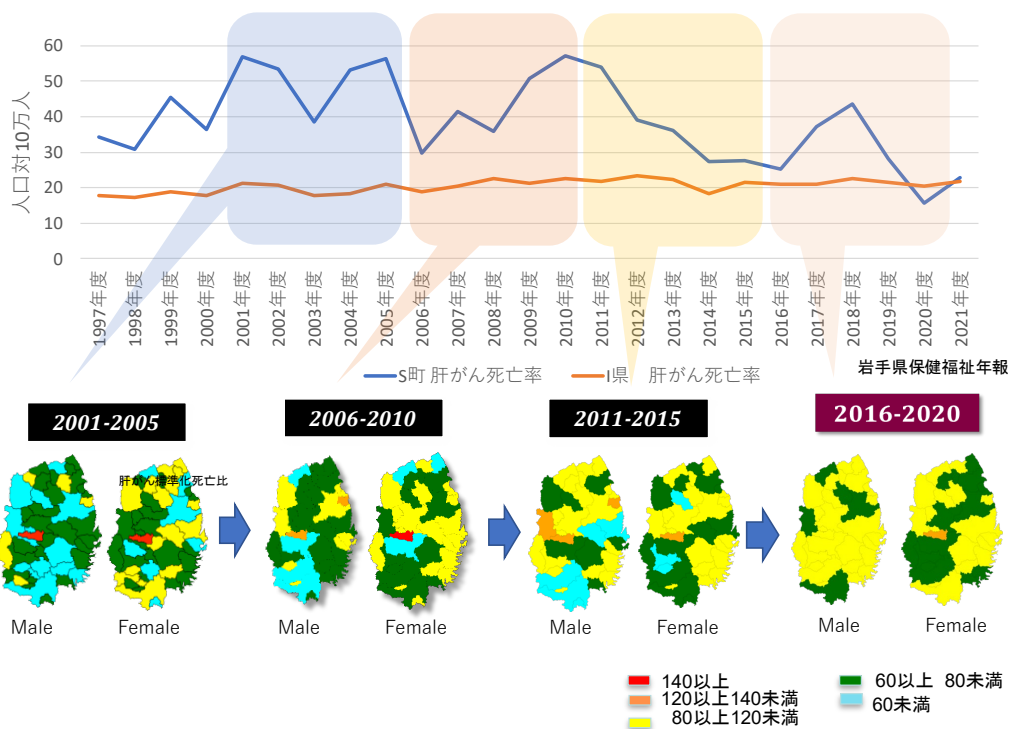 人口対10万人
60
50
40
30
20
10
0
1997年度
1998年度
1999年度
2000年度
2001年度
2002年度
2003年度
2004年度
2005年度
2006年度
2007年度
2008年度
2009年度
2010年度
2011年度
2012年度
2013年度
2014年度
2015年度
2016年度
2017年度
2018年度
2019年度
2020年度
2021年度
S町 肝がん死亡率 I県 肝がん死亡率
岩手県保健福祉年報
2001-2005
2006-2010
2011-2015
2016-2020
肝がん標準化死亡比
Male Female
Male Female
Male Female
Male Female
140以上
120以上140未満
80以上120未満
60以上 80未満
60未満